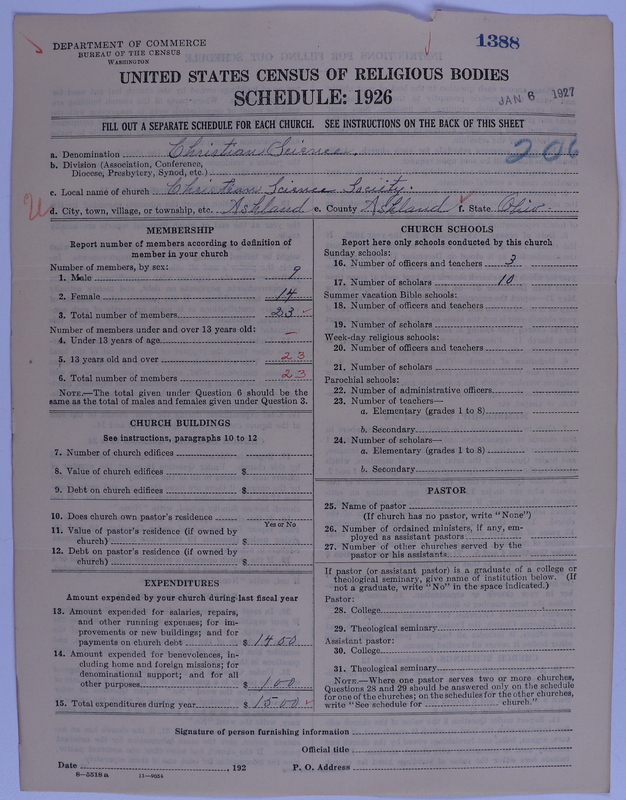 1388
DEPARTMENT OF COMMERCE
BUREAU OF THE CENSUS
WASHINGTON
UNITED STATES CENSUS OF RELIGIOUS BODIES
SCHEDULE: 1926
JAN 6 1927
FILL OUT A SEPARATE SCHEDULE FOR EACH CHURCH. SEE INSTRUCTIONS ON THE BACK OF THIS SHEET
206
a. Denomination Christian Science.
b. Division (Association, Conference,
Diocese, Presbytery, Synod, etc.)
c. Local name of church Christian Science Society.
d. City, town, village, or township, etc. Ashland e. County Ashland f. State Ohio.
MEMBERSHIP
Report number of members according to definition of
member in your church
Number of members, by sex:
1. Male 9
2. Female 14
3. Total number of members 23
Number of members under and over 13 years old:
4. Under 13 years of age —
5. 13 years old and over 23
6. Total number of members 23
NOTE.—The total given under Question 6 should be
same as the total of males and females given under Question 3.
CHURCH BUILDINGS
See instructions, paragraphs 10 to 12
7. Number of church edifices
8. Value of church edifices $
9. Debt on church edifices $
10. Does church own pastor's residence
Yes or No
11. Value of pastor's residence (if owned by
church) $
12. Debt on pastor's residence (if owned by
church) $
EXPENDITURES
Amount expended by your church during last fiscal year
13. Amount expended for salaries, repairs,
and other running expenses; for im-
provements or new buildings; and for
payments on church debt $ 1400
14. Amount expended for benevolences, in-
cluding home and foreign missions; for
denominational support; and for all
other purposes $ 100
15. Total expenditures during year $ 1500
CHURCH SCHOOLS
Report here only schools conducted by this church
Sunday schools:
16. Number of officers and teachers 3
17. Number of scholars 10
Summer vacation Bible schools:
18. Number of officers and teachers
19. Number of scholars
Week-day religious schools:
20. Number of officers and teachers
21. Number of scholars
Parochial schools:
22. Number of administrative officers
23. Number of teachers—
a. Elementary (grades 1 to 8)
b. Secondary
24. Number of scholars—
a. Elementary (grades 1 to 8)
b. Secondary
PASTOR
25. Name of pastor
(If church has no pastor, write "None")
26. Number of ordained ministers, if any, em-
ployed as assistant pastors
27. Number of other churches served by the
pastor or his assistants
If pastor (or assistant pastor) is a graduate of a college or
theological seminary, give name of institution below. (If
not a graduate, write "No" in the space indicated.)
Pastor:
28. College
29. Theological seminary
Assistant pastor:
30. College
31. Theological seminary
NOTE.—Where one pastor serves two or more churches,
Questions 28 and 29 should be answered only on the schedule
for one of the churches; on the schedules for the other churches,
write "See schedule for church."
Signature of person furnishing information
Official title
Date , 192 P. O. Address
8—5518a 11—9054